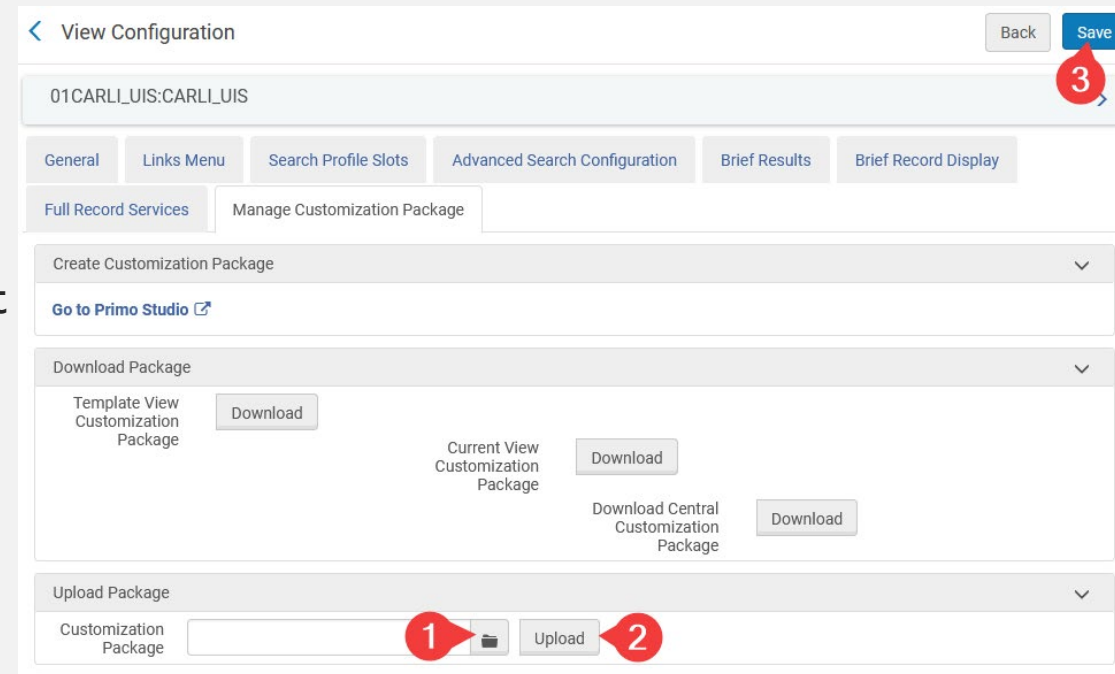 View Configuration
Back
Save
3
01CARLI_UIS:CARLI_UIS
General
Links Menu
Search Profile Slots
Advanced Search Configuration
Brief Results
Brief Record Display
Full Record Services
Manage Customization Package
Create Customization Package
t
Go to Primo Studio
Download Package
Template View
Customization
Package
Download
Current View
Customization
Package
Download
Download Central
Customization
Package
Download
Upload Package
Customization
Package
1
Upload
2